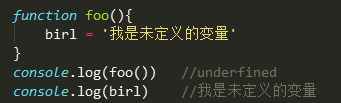 function foo(){
    birl = '我是未定义的变量'
}
console.log(foo())   //underfined
console.log(birl)    //我是未定义的变量